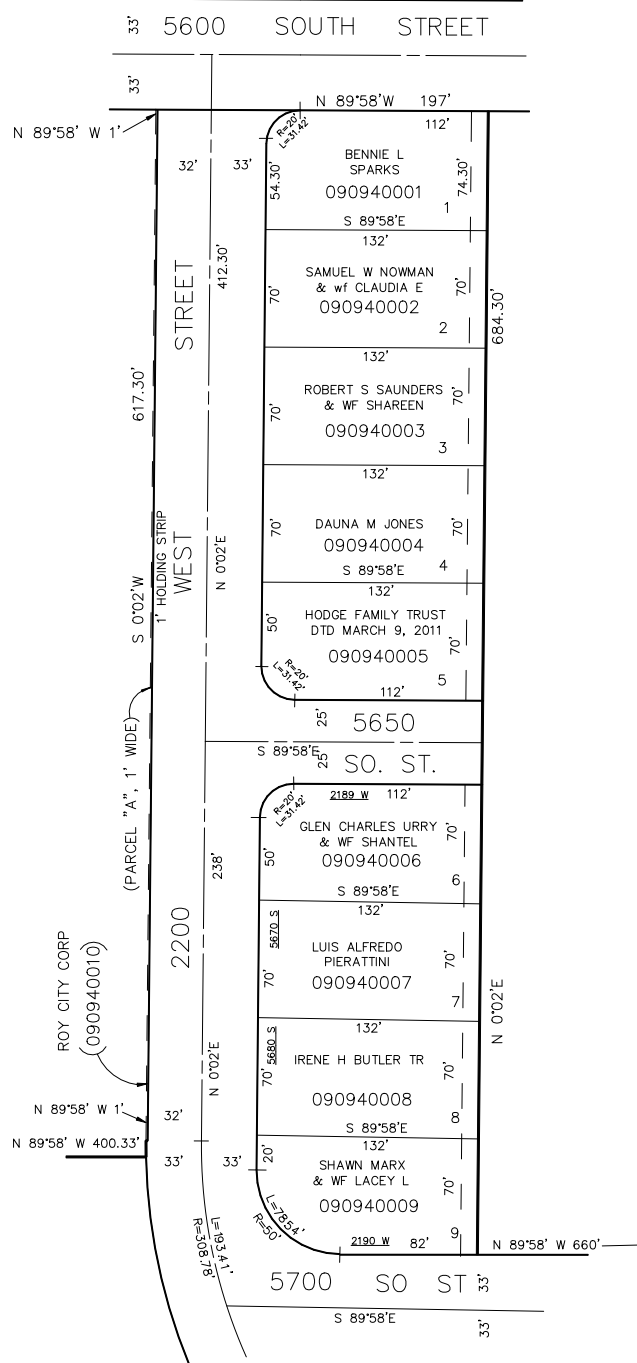 33'
5600 SOUTH STREET
33'
N 89°58'W 197'
N 89°58' W 1'
R=20'
L=31.42'
112'
32'
33'
54.30'
BENNIE L
SPARKS
090940001
74.30'
1
S 89°58'E
132'
STREET
412.30'
SAMUEL W NOWMAN
& wf CLAUDIA E
090940002
70'
70'
2
684.30'
132'
617.30'
ROBERT S SAUNDERS
& WF SHAREEN
090940003
70'
70'
3
132'
1' HOLDING STRIP
WEST
N 0°02'E
70'
DAUNA M JONES
090940004
70'
4
S 89°58'E
132'
S 0°02'W
50'
HODGE FAMILY TRUST
DTD MARCH 9, 2011
090940005
70'
5
R=20'
L=31.42'
112'
(PARCEL "A", 1' WIDE)
25'
5650
S 89°58'E
25'
SO. ST.
R=20'
L=31.42'
2189 W 112'
238'
50'
GLEN CHARLES URRY
& WF SHANTEL
090940006
70'
6
S 89°58'E
132'
2200
5670 S
70'
LUIS ALFREDO
PIERATTINI
090940007
70'
7
ROY CITY CORP
(090940010)
N 0°02'E
132'
N 0°02'E
5680 S
70'
IRENE H BUTLER TR
090940008
70'
8
S 89°58'E
N 89°58' W 1'
32'
132'
N 89°58' W 400.33'
33'
33'
20'
SHAWN MARX
& WF LACEY L
090940009
70'
9
L=78.54'
R=50'
L=193.41'
R=308.78'
2190 W 82'
N 89°58' W 660'
5700 SO ST
33'
S 89°58'E
33'